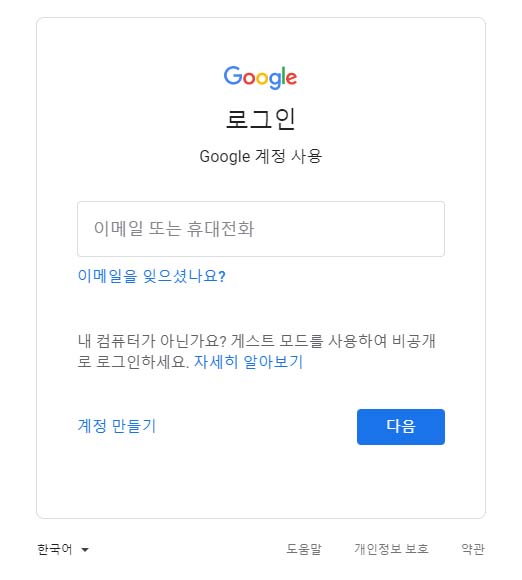 Google
로그인
Google 계정 사용
이메일 또는 휴대전화
이메일을 잊으셨나요?
내 컴퓨터가 아닌가요? 게스트 모드를 사용하여 비공개
로 로그인하세요. 자세히 알아보기
계정 만들기 다음
한국어 도움말 개인정보 보호 약관